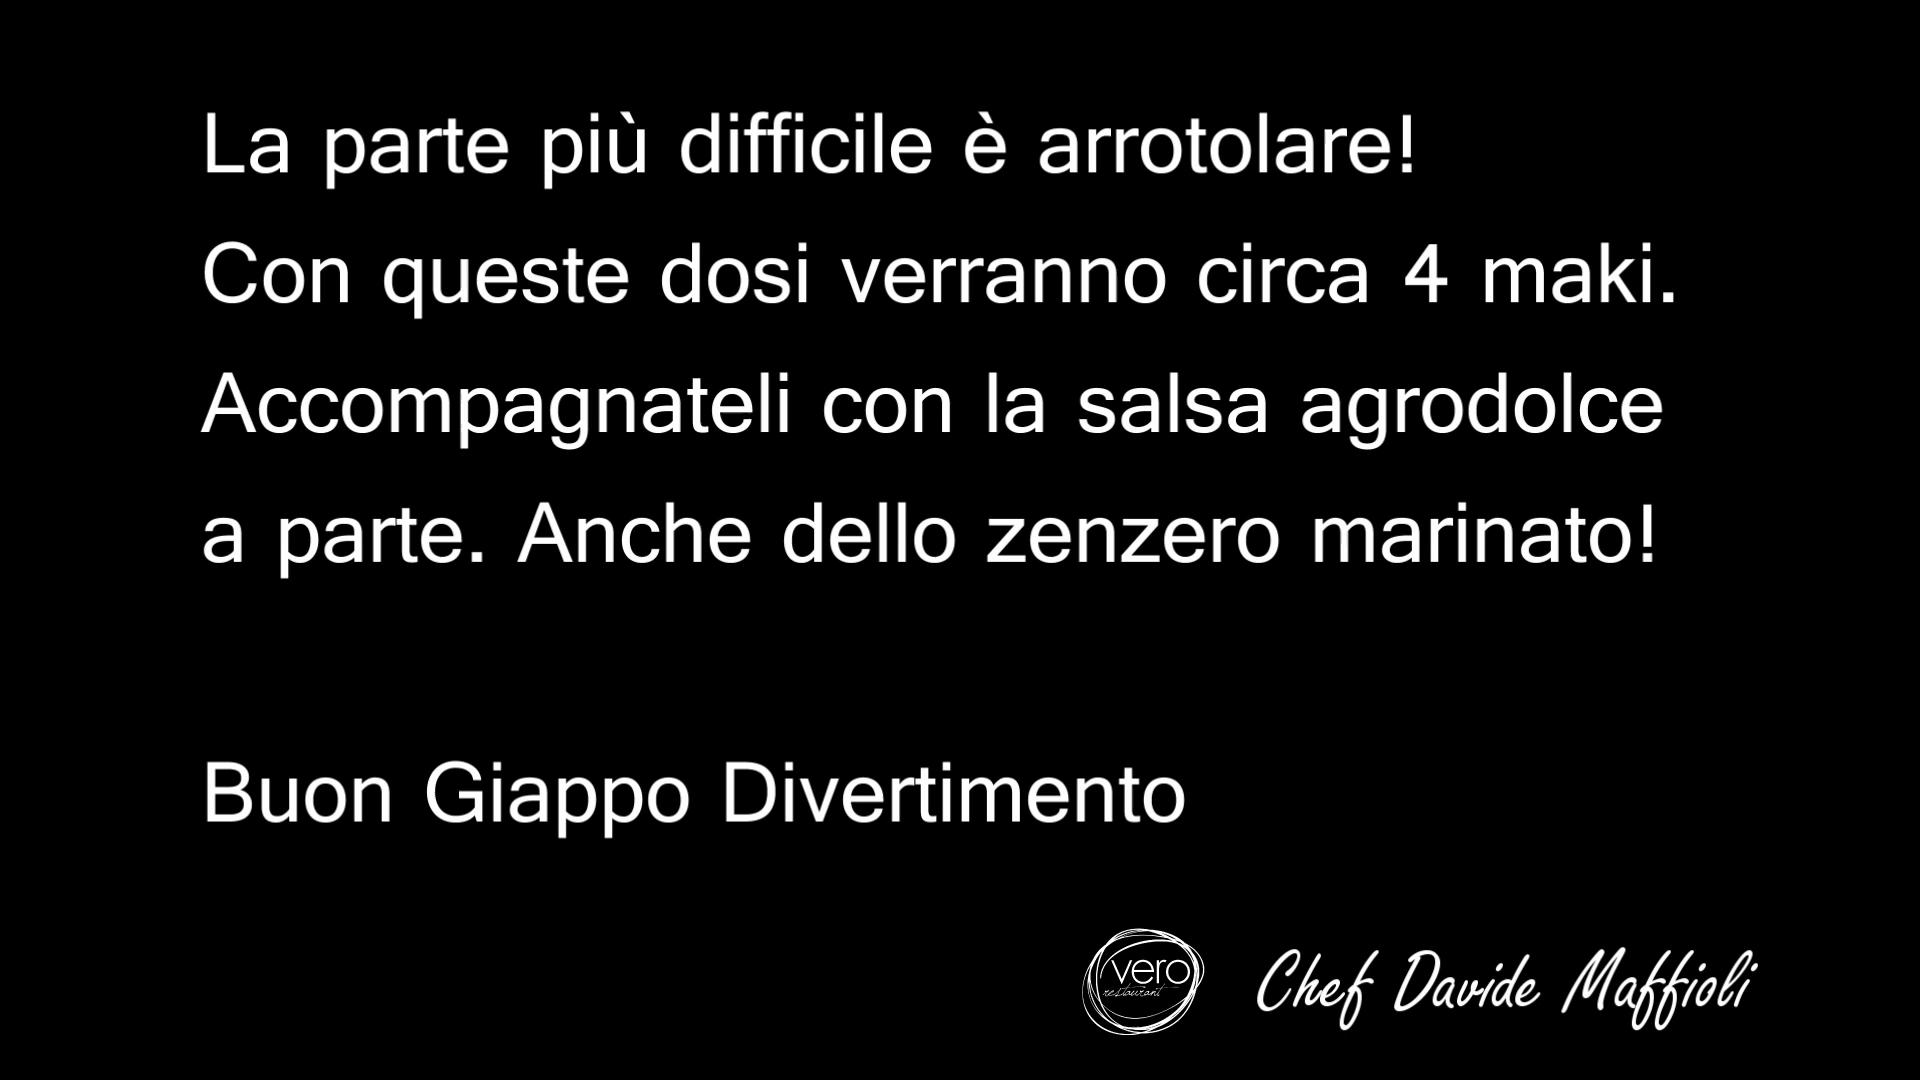 La parte più difficile è arrotolare!
Con queste dosi verranno circa 4 maki.
Accompagnateli con la salsa agrodolce
a parte. Anche dello zenzero marinato!
Buon Giappo Divertimento
vero
restaurant
Chef Davide Maffioli